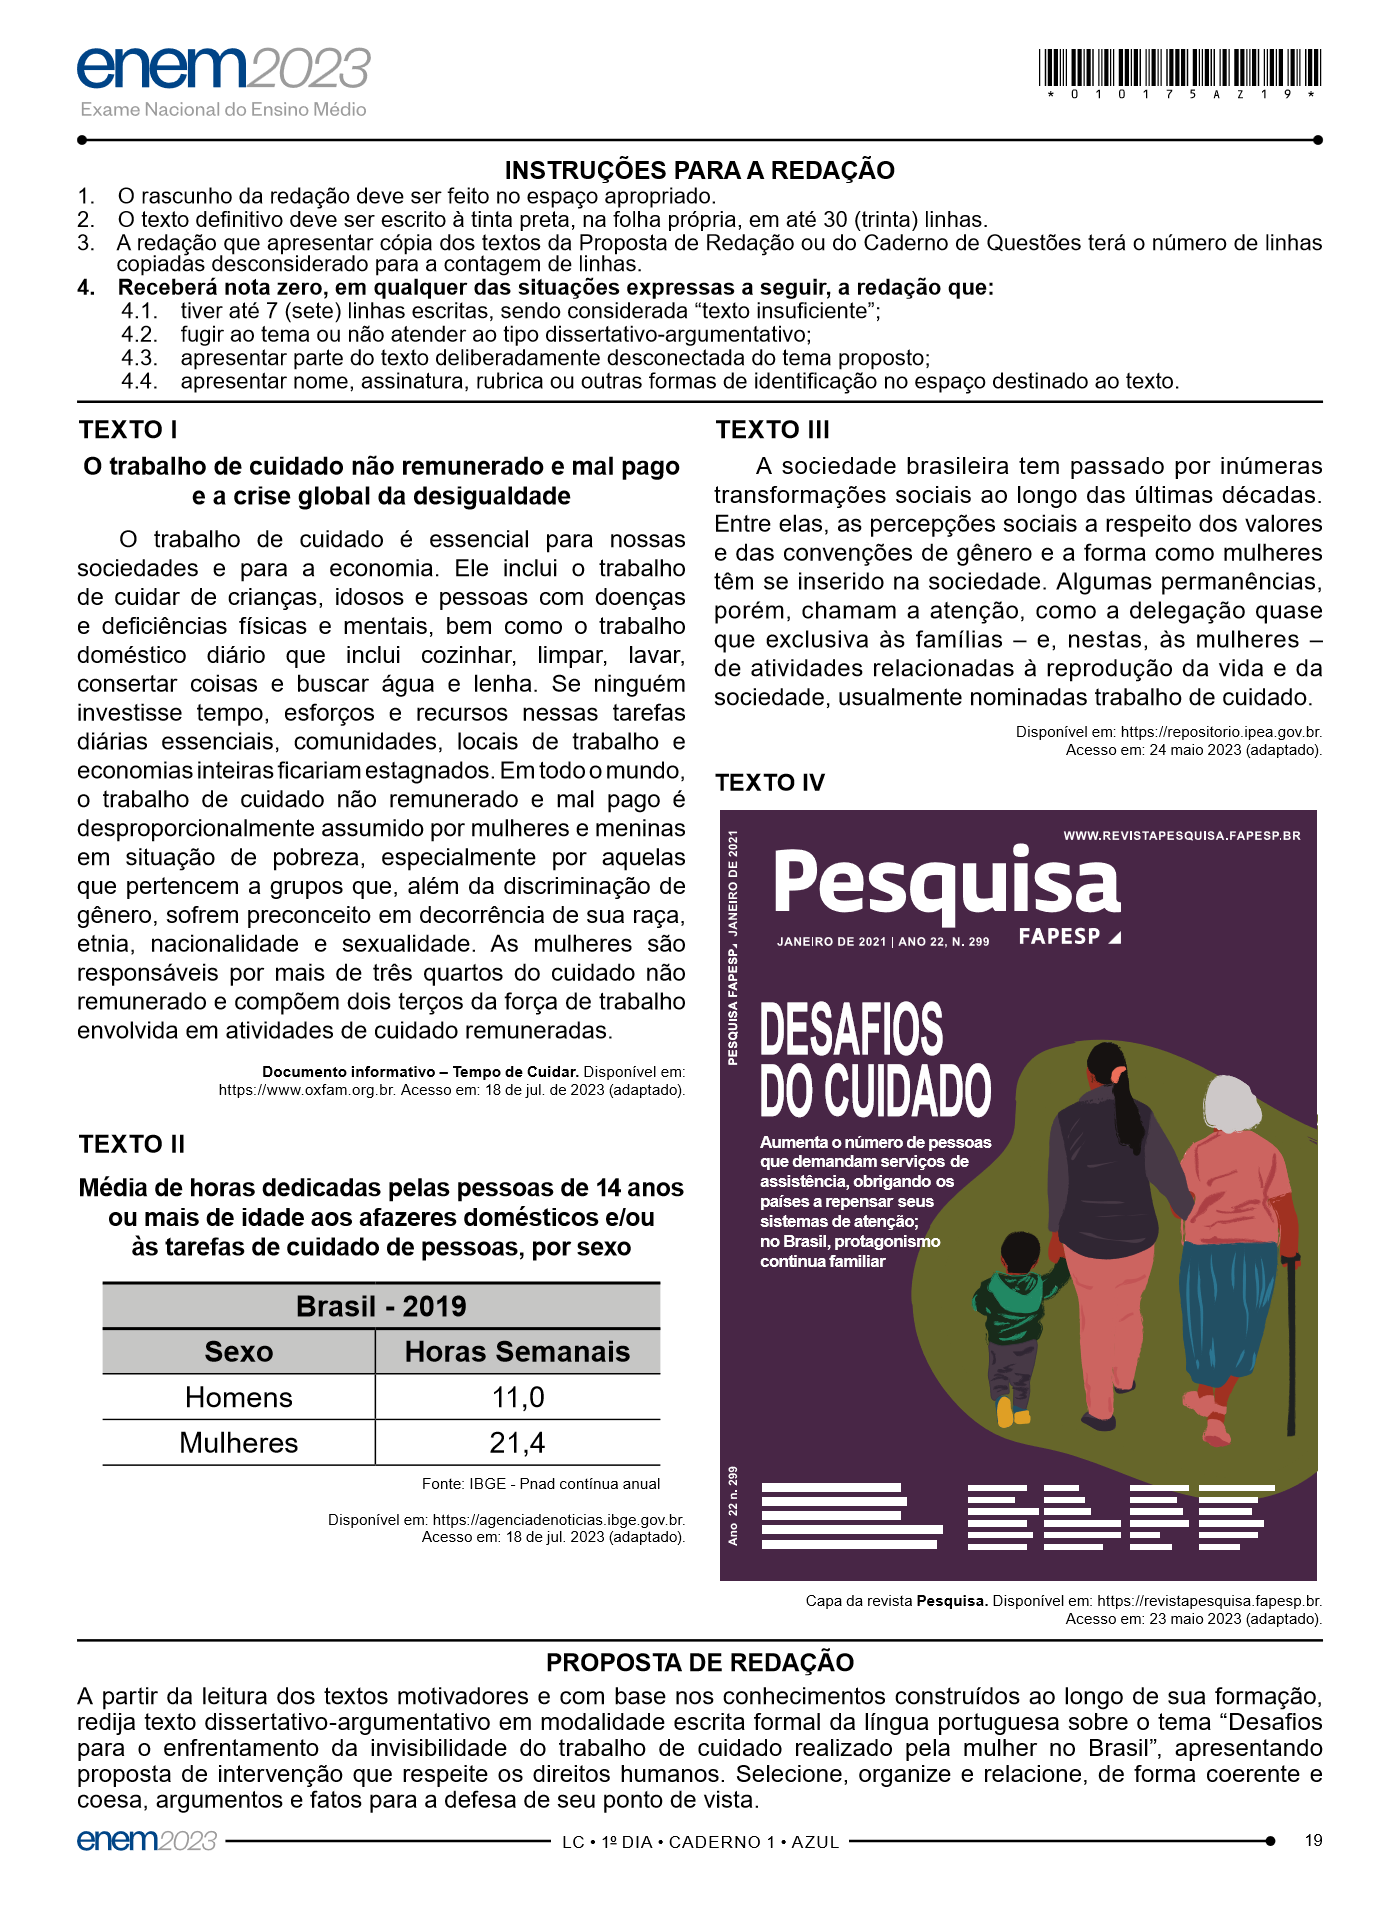 enem2023
Exame Nacional do Ensino Médio
*010175AZ19*
INSTRUÇÕES PARA A REDAÇÃO
1. O rascunho da redação deve ser feito no espaço apropriado.
2. O texto definitivo deve ser escrito à tinta preta, na folha própria, em até 30 (trinta) linhas.
3. A redação que apresentar cópia dos textos da Proposta de Redação ou do Caderno de Questões terá o número de linhas
copiadas desconsiderado para a contagem de linhas.
4. Receberá nota zero, em qualquer das situações expressas a seguir, a redação que:
4.1. tiver até 7 (sete) linhas escritas, sendo considerada “texto insuficiente”;
4.2. fugir ao tema ou não atender ao tipo dissertativo-argumentativo;
4.3. apresentar parte do texto deliberadamente desconectada do tema proposto;
4.4. apresentar nome, assinatura, rubrica ou outras formas de identificação no espaço destinado ao texto.
TEXTO I
O trabalho de cuidado não remunerado e mal pago
e a crise global da desigualdade
O trabalho de cuidado é essencial para nossas
sociedades e para a economia. Ele inclui o trabalho
de cuidar de crianças, idosos e pessoas com doenças
e deficiências físicas e mentais, bem como o trabalho
doméstico diário que inclui cozinhar, limpar, lavar,
consertar coisas e buscar água e lenha. Se ninguém
investisse tempo, esforços e recursos nessas tarefas
diárias essenciais, comunidades, locais de trabalho e
economias inteiras ficariam estagnados. Em todo o mundo,
o trabalho de cuidado não remunerado e mal pago é
desproporcionalmente assumido por mulheres e meninas
em situação de pobreza, especialmente por aquelas
que pertencem a grupos que, além da discriminação de
gênero, sofrem preconceito em decorrência de sua raça,
etnia, nacionalidade e sexualidade. As mulheres são
responsáveis por mais de três quartos do cuidado não
remunerado e compõem dois terços da força de trabalho
envolvida em atividades de cuidado remuneradas.
Documento informativo – Tempo de Cuidar. Disponível em:
https://www.oxfam.org.br. Acesso em: 18 de jul. de 2023 (adaptado).
TEXTO II
Média de horas dedicadas pelas pessoas de 14 anos
ou mais de idade aos afazeres domésticos e/ou
às tarefas de cuidado de pessoas, por sexo
Brasil - 2019
Sexo Horas Semanais
Homens 11,0
Mulheres 21,4
Fonte: IBGE - Pnad contínua anual
Disponível em: https://agenciadenoticias.ibge.gov.br.
Acesso em: 18 de jul. 2023 (adaptado).
TEXTO III
A sociedade brasileira tem passado por inúmeras
transformações sociais ao longo das últimas décadas.
Entre elas, as percepções sociais a respeito dos valores
e das convenções de gênero e a forma como mulheres
têm se inserido na sociedade. Algumas permanências,
porém, chamam a atenção, como a delegação quase
que exclusiva às famílias – e, nestas, às mulheres –
de atividades relacionadas à reprodução da vida e da
sociedade, usualmente nominadas trabalho de cuidado.
Disponível em: https://repositorio.ipea.gov.br.
Acesso em: 24 maio 2023 (adaptado).
TEXTO IV
WWW.REVISTAPESQUISA.FAPESP.BR
PESQUISA FAPESP JANEIRO DE 2021
Pesquisa
JANEIRO DE 2021 | ANO 22, N. 299 FAPESP
DESAFIOS
DO CUIDADO
Aumenta o número de pessoas
que demandam serviços de
assistência, obrigando os
países a repensar seus
sistemas de atenção;
no Brasil, protagonismo
continua familiar
Ano 22 n. 299
Capa da revista Pesquisa. Disponível em: https://revistapesquisa.fapesp.br.
Acesso em: 23 maio 2023 (adaptado).
PROPOSTA DE REDAÇÃO
A partir da leitura dos textos motivadores e com base nos conhecimentos construídos ao longo de sua formação,
redija texto dissertativo-argumentativo em modalidade escrita formal da língua portuguesa sobre o tema “Desafios
para o enfrentamento da invisibilidade do trabalho de cuidado realizado pela mulher no Brasil”, apresentando
proposta de intervenção que respeite os direitos humanos. Selecione, organize e relacione, de forma coerente e
coesa, argumentos e fatos para a defesa de seu ponto de vista.
enem2023 LC • 1º DIA • CADERNO 1 • AZUL 19